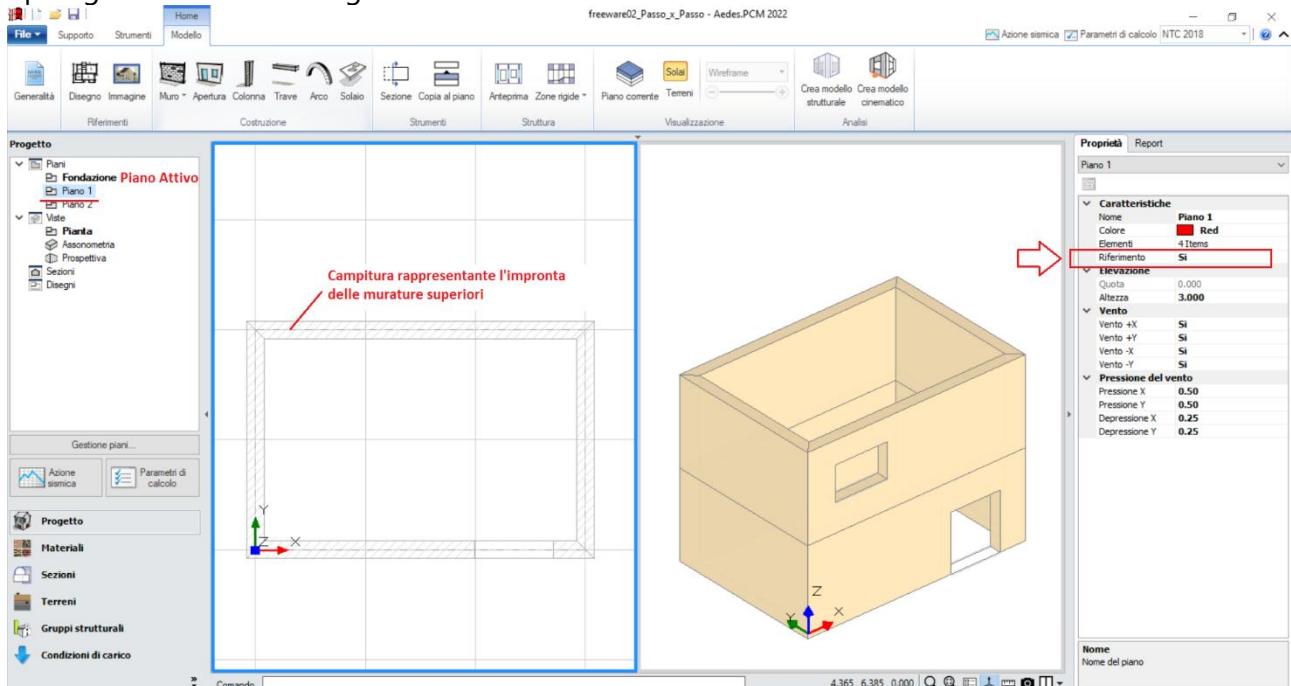 freeware02_Passo_x_Passo - Aedes.PCM 2022
Home
File Supporto Strumenti Modello
Azione sismica Parametri di calcolo NTC 2018
Generalità Disegno Immagine Muro Apertura Colonna Trave Arco Solaio Sezione Copia al piano Anteprima Zone rigide Piano corrente Solai Terreni Wireframe Crea modello strutturale Crea modello cinematico
Riferimenti Costruzione Strumenti Struttura Visualizzazione Analisi
Progetto
Piani
Fondazione Piano Attivo
Piano 1
Piano 2
Viste
Pianta
Assonometria
Prospettiva
Sezioni
Disegni
Gestione piani...
Azione sismica
Parametri di calcolo
Progetto
Materiali
Sezioni
Terreni
Gruppi strutturali
Condizioni di carico
Campitura rappresentante l'impronta
delle murature superiori
Y
Z X
Z
Y X
Comando
4.365 6.385 0.000
Proprietà Report
Piano 1
Caratteristiche
Nome Piano 1
Colore Red
Elementi 4 Items
Riferimento Sì
Elevazione
Quota 0.000
Altezza 3.000
Vento
Vento +X Sì
Vento +Y Sì
Vento -X Sì
Vento -Y Sì
Pressione del vento
Pressione X 0.50
Pressione Y 0.50
Depressione X 0.25
Depressione Y 0.25
Nome
Nome del piano